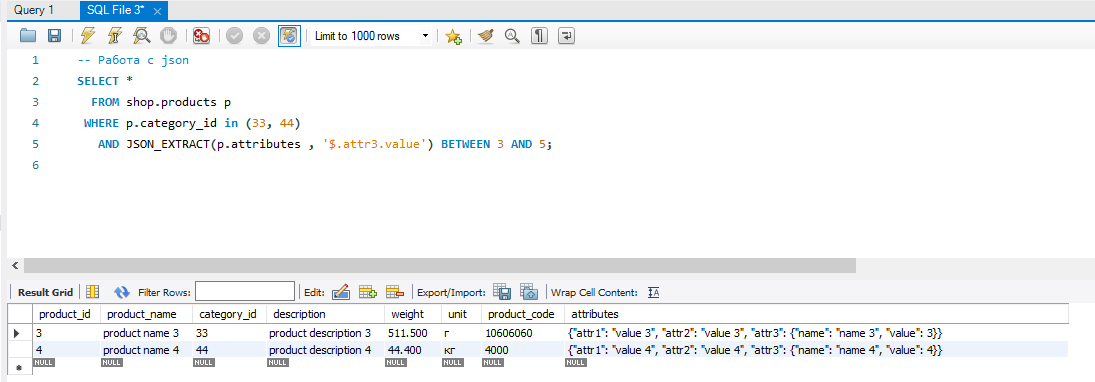 Query 1 SQL File 3* ×
Limit to 1000 rows
1 -- Работа с json
2 SELECT *
3 FROM shop.products p
4 WHERE p.category_id in (33, 44)
5 AND JSON_EXTRACT(p.attributes , '$.attr3.value') BETWEEN 3 AND 5;
6
Result Grid Filter Rows: Edit: Export/Import: Wrap Cell Content:
product_id product_name category_id description weight unit product_code attributes
3 product name 3 33 product description 3 511.500 г 10606060 {"attr1": "value 3", "attr2": "value 3", "attr3": {"name": "name 3", "value": 3}}
4 product name 4 44 product description 4 44.400 кг 4000 {"attr1": "value 4", "attr2": "value 4", "attr3": {"name": "name 4", "value": 4}}
NULL NULL NULL NULL NULL NULL NULL NULL